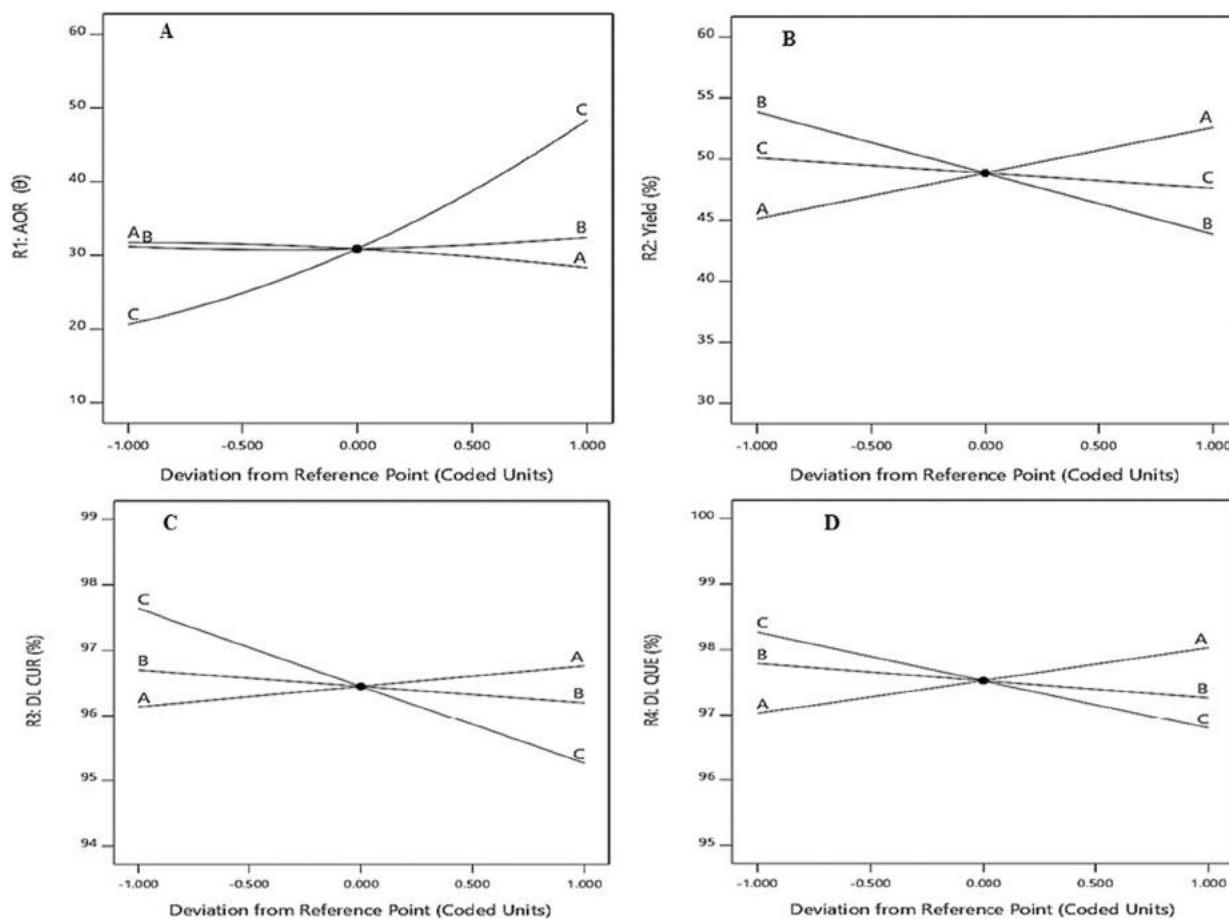 A
R1: AOR (θ)
60
50
40
30
20
10
A
B
C
C
B
A
-1.000
-0.500
0.000
0.500
1.000
Deviation from Reference Point (Coded Units)
B
R2: Yield (%)
60
55
50
45
40
35
30
B
C
A
A
C
B
-1.000
-0.500
0.000
0.500
1.000
Deviation from Reference Point (Coded Units)
C
R3: DL CUR (%)
99
98
97
96
95
94
C
B
A
A
B
C
-1.000
-0.500
0.000
0.500
1.000
Deviation from Reference Point (Coded Units)
D
R4: DL QUE (%)
100
99
98
97
96
95
C
B
A
A
B
C
-1.000
-0.500
0.000
0.500
1.000
Deviation from Reference Point (Coded Units)